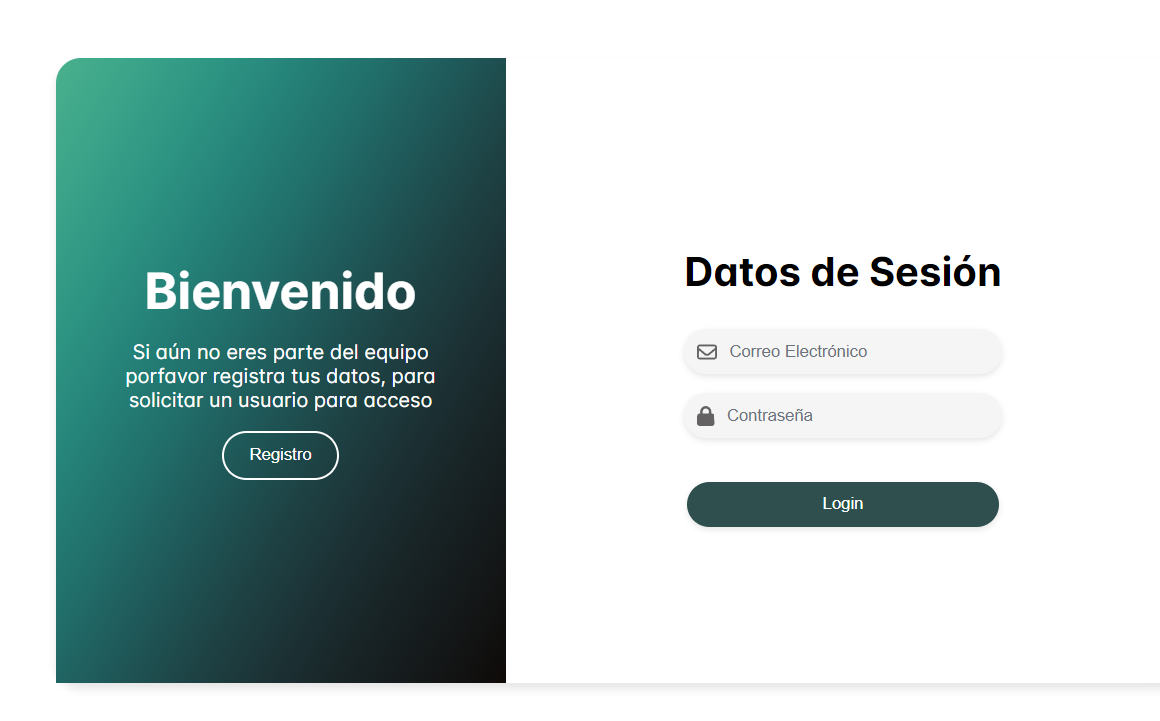 Bienvenido
Si aún no eres parte del equipo
porfavor registra tus datos, para
solicitar un usuario para acceso
Registro
Datos de Sesión
Correo Electrónico
Contraseña
Login